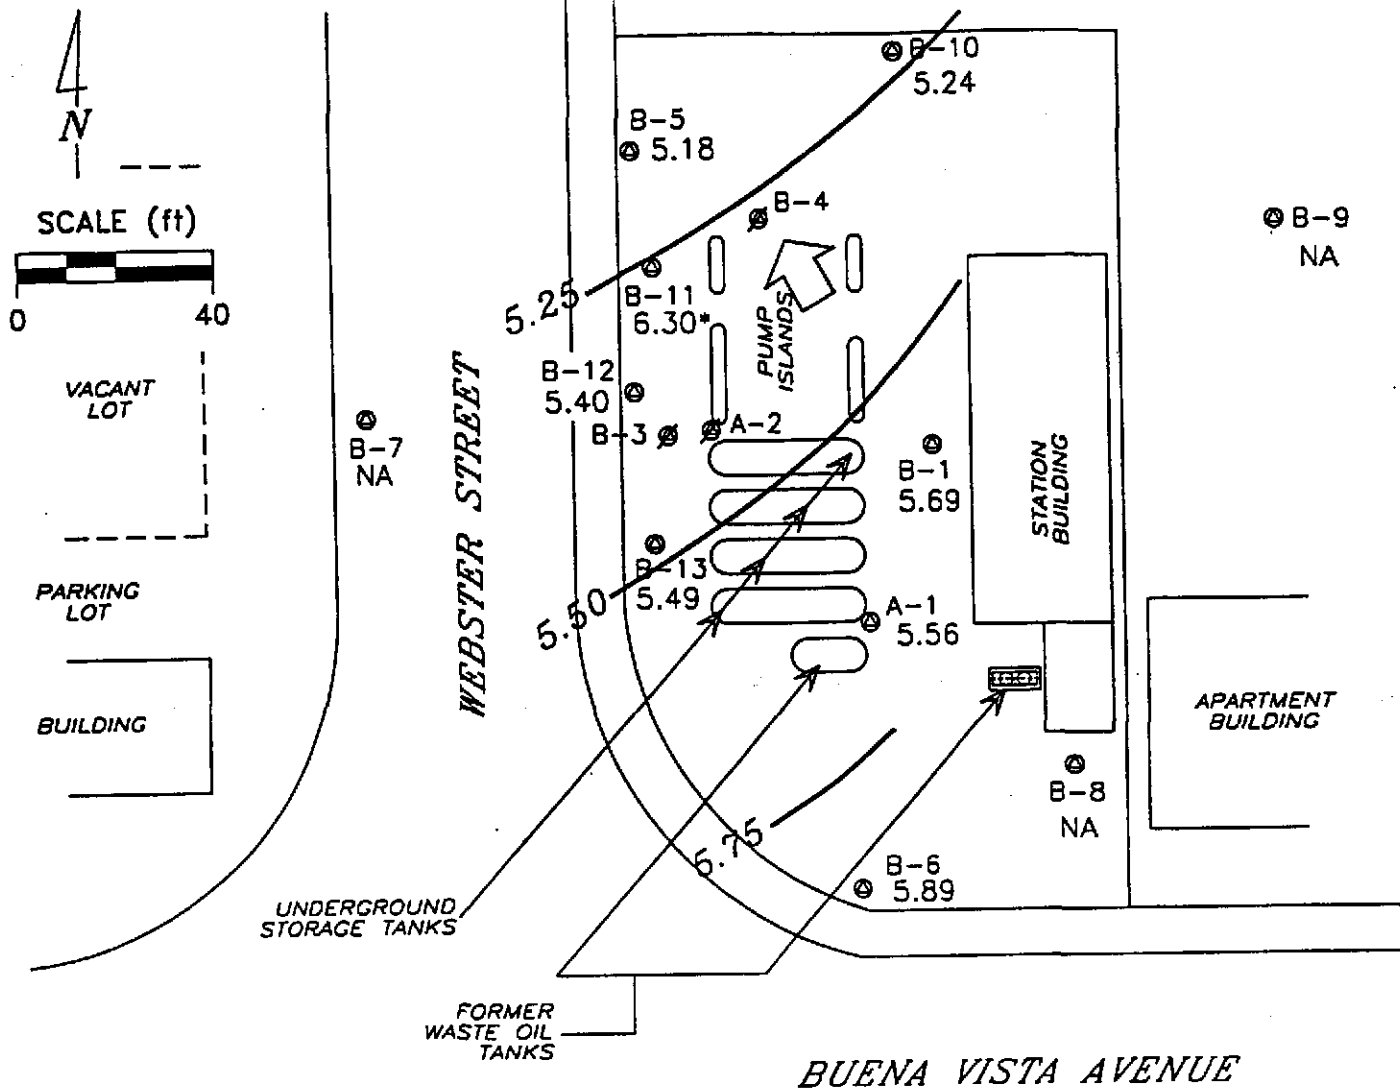 N
SCALE (ft)
0 40
VACANT
LOT
PARKING
LOT
BUILDING
B-7
NA
WEBSTER STREET
B-10
5.24
B-5
5.18
B-4
B-9
NA
5.25
B-11
6.30*
PUMP
ISLANDS
B-12
5.40
B-3
A-2
B-1
5.69
STATION
BUILDING
B-13
5.49
5.50
A-1
5.56
APARTMENT
BUILDING
B-8
NA
5.75
B-6
5.89
UNDERGROUND
STORAGE TANKS
FORMER
WASTE OIL
TANKS
BUENA VISTA AVENUE